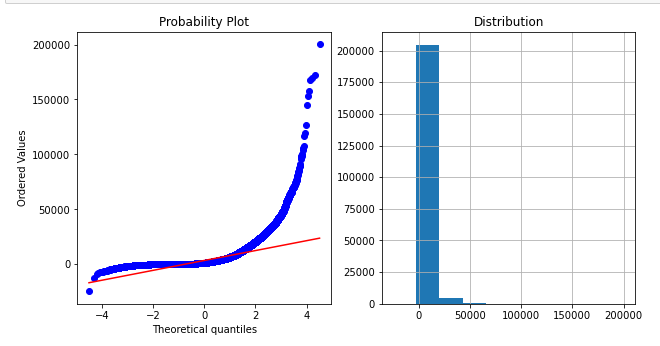 Probability Plot
200000
150000
100000
50000
0
Ordered Values
−4 −2 0 2 4
Theoretical quantiles
Distribution
200000
175000
150000
125000
100000
75000
50000
25000
0
0 50000 100000 150000 200000